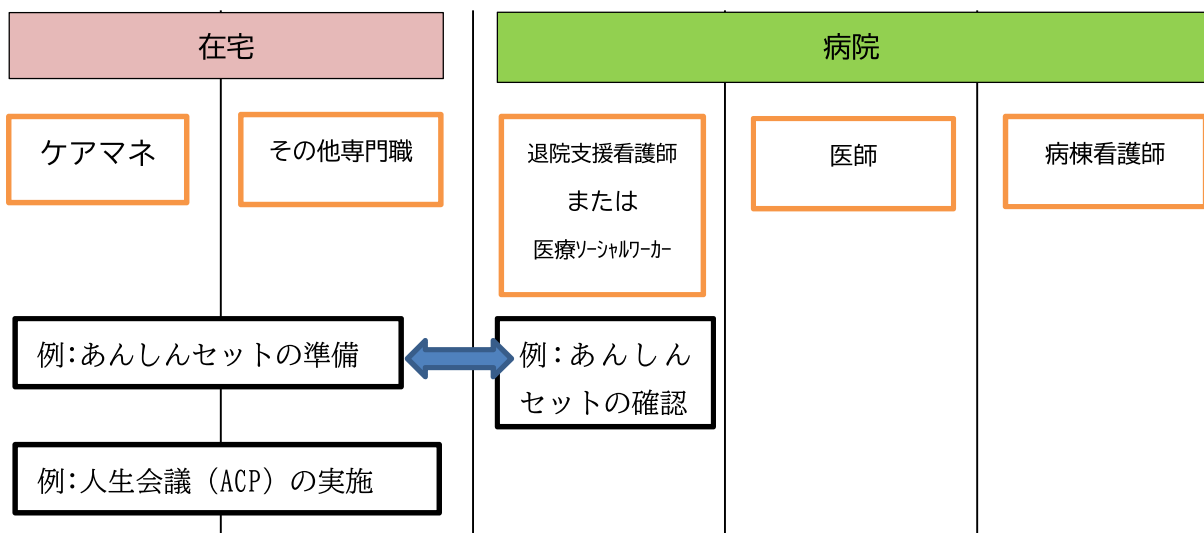 在宅
病院
ケアマネ
その他専門職
退院支援看護師
または
医療ソーシャルワーカー
医師
病棟看護師
例：あんしんセットの準備
例：あんしん
セットの確認
例：人生会議（ACP）の実施